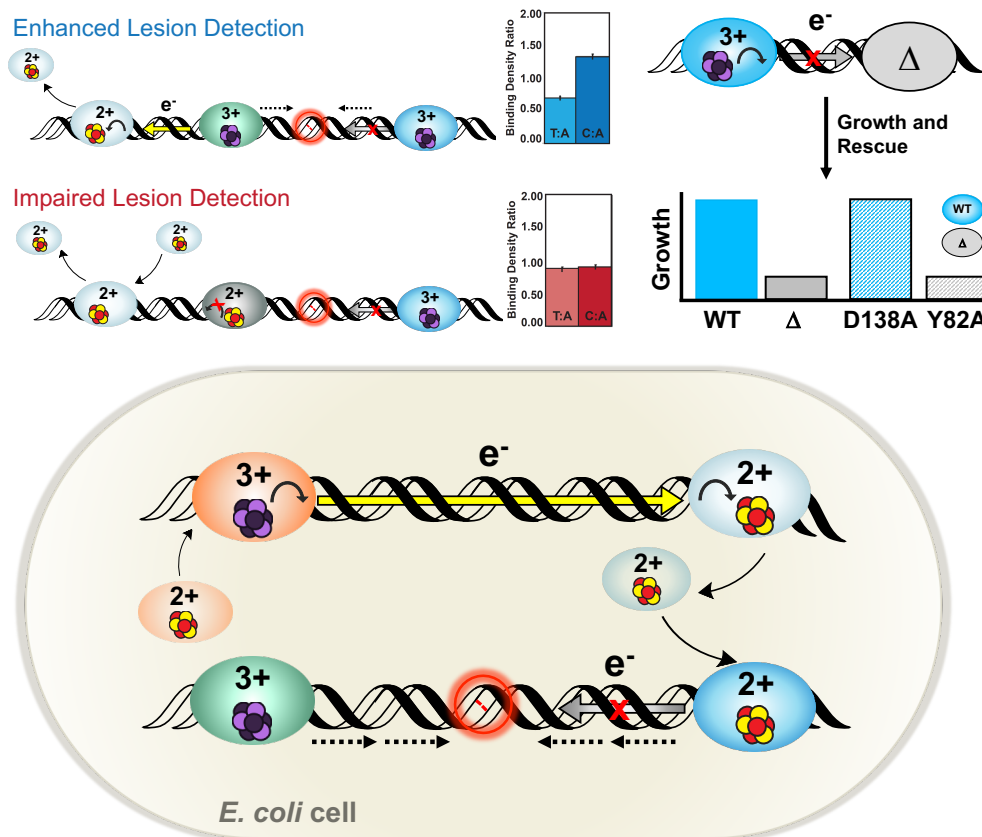 Enhanced Lesion Detection
2+
2+
e-
3+
3+
Binding Density Ratio
2.00
1.50
1.00
0.50
0.00
T:A
C:A
3+
e-
x
Δ
Growth and
Rescue
Impaired Lesion Detection
2+
2+
2+
2+
3+
Binding Density Ratio
2.00
1.50
1.00
0.50
0.00
T:A
C:A
Growth
WT
Δ
WT
Δ
D138A
Y82A
3+
e-
2+
2+
2+
3+
e-
x
2+
E. coli cell